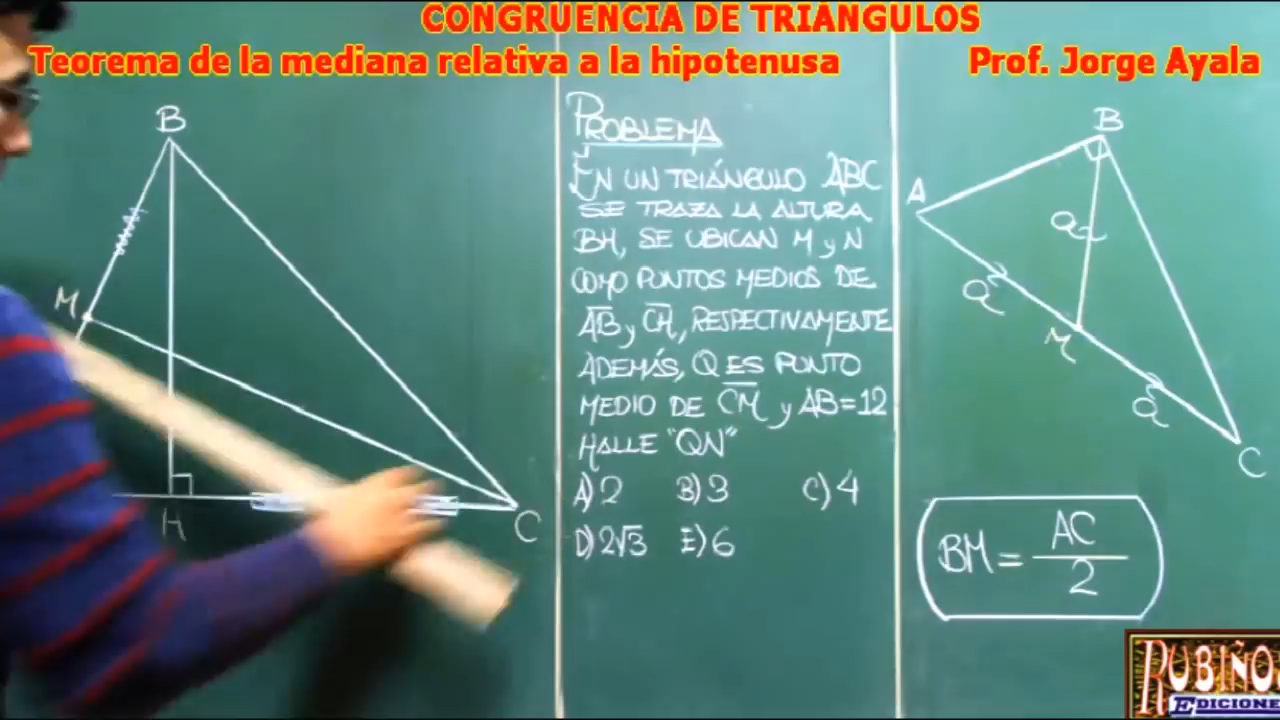 CONGRUENCIA DE TRIÁNGULOS
Teorema de la mediana relativa a la hipotenusa
Prof. Jorge Ayala
B
M
H
C
PROBLEMA
EN UN TRIÁNGULO ABC
SE TRAZA LA ALTURA
BH, SE UBICAN M y N
COMO PUNTOS MEDIOS DE
AB y CH, RESPECTIVAMENTE
ADEMÁS, Q ES PUNTO
MEDIO DE CM y AB=12
HALLE "QN"
A) 2 B) 3 C) 4
D) 2√3 E) 6
B
A
a
a
M
a
C
BM = AC/2
RUBIÑOS
EDICIONE